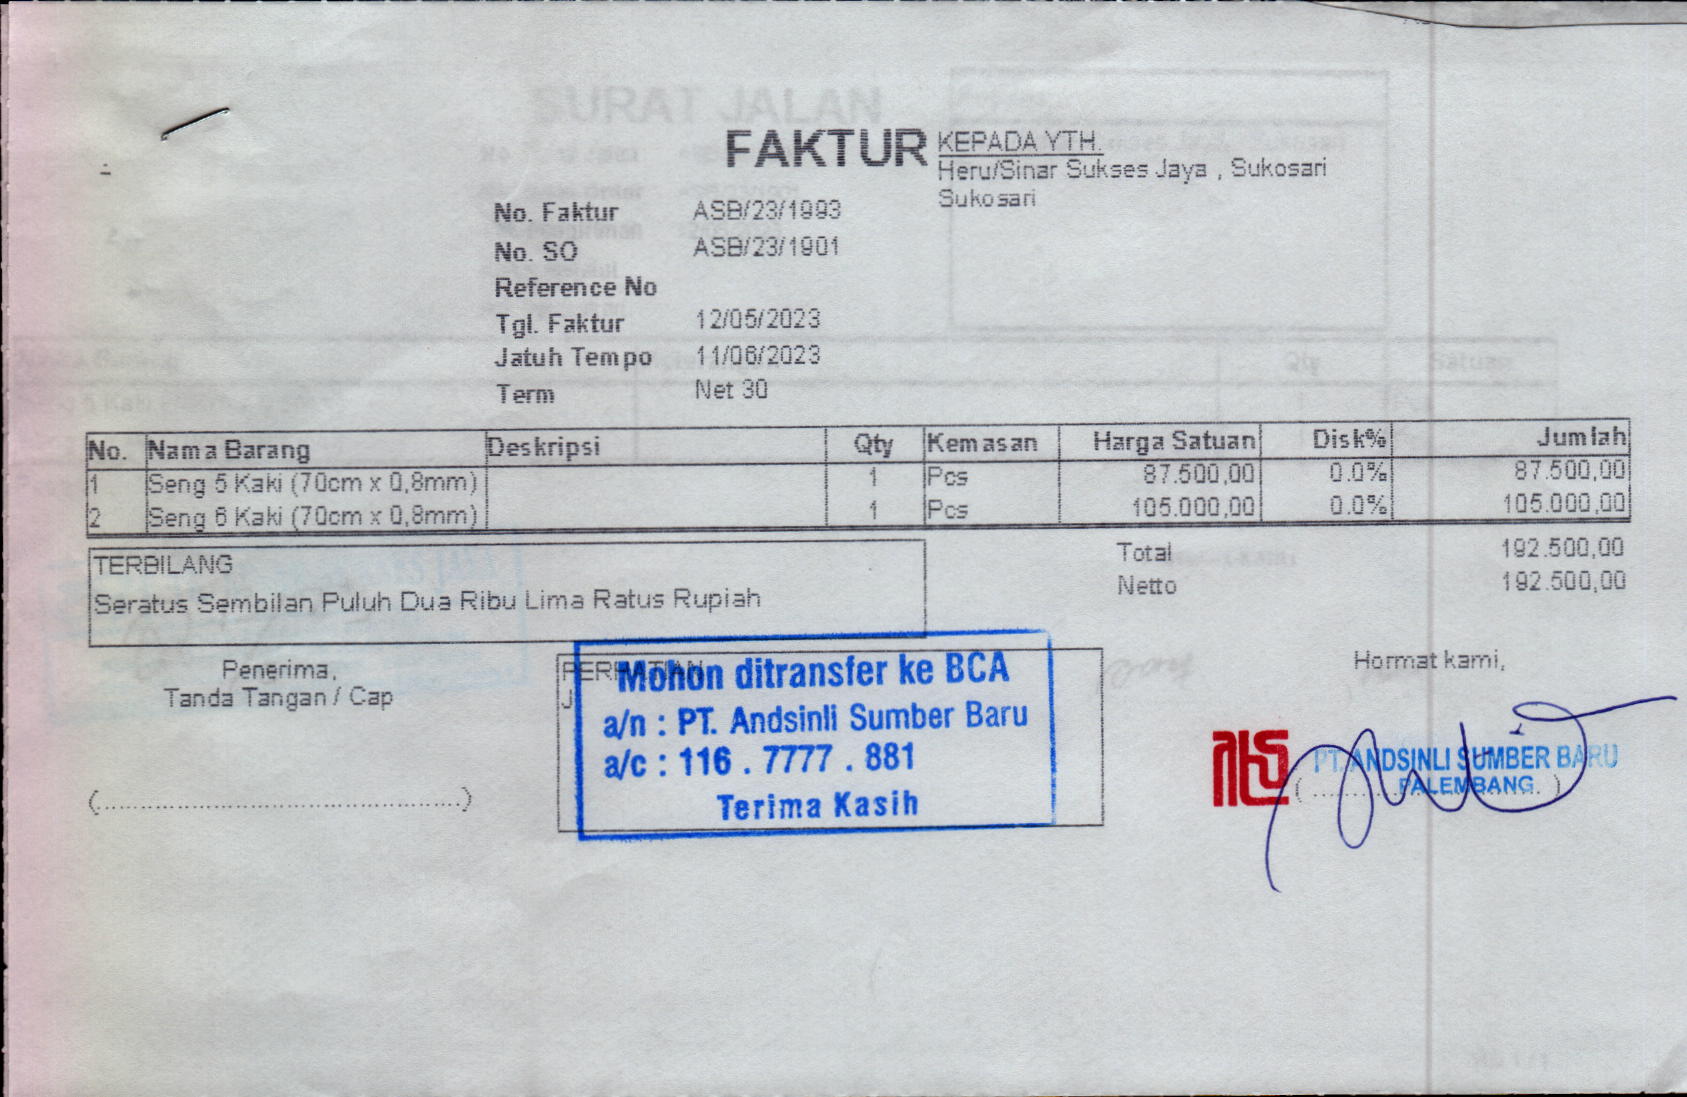 SURAT JALAN
FAKTUR
KEPADA YTH.
Heru/Sinar Sukses Jaya , Sukosari
Sukosari
No. Faktur ASB/23/1993
No. SO ASB/23/1901
Reference No
Tgl. Faktur 12/05/2023
Jatuh Tempo 11/06/2023
Term Net 30
No. Nama Barang Deskripsi Qty Kemasan Harga Satuan Disk% Jumlah
1 Seng 5 Kaki (70cm x 0,8mm) 1 Pcs 87.500,00 0.0% 87.500,00
2 Seng 6 Kaki (70cm x 0,8mm) 1 Pcs 105.000,00 0.0% 105.000,00
TERBILANG
Seratus Sembilan Puluh Dua Ribu Lima Ratus Rupiah
Total 192.500,00
Netto 192.500,00
Penerima,
Tanda Tangan / Cap
(............................................)
PERHATIAN
Mohon ditransfer ke BCA
a/n : PT. Andsinli Sumber Baru
a/c : 116 . 7777 . 881
Terima Kasih
Hormat kami,
PT. ANDSINLI SUMBER BARU
PALEMBANG